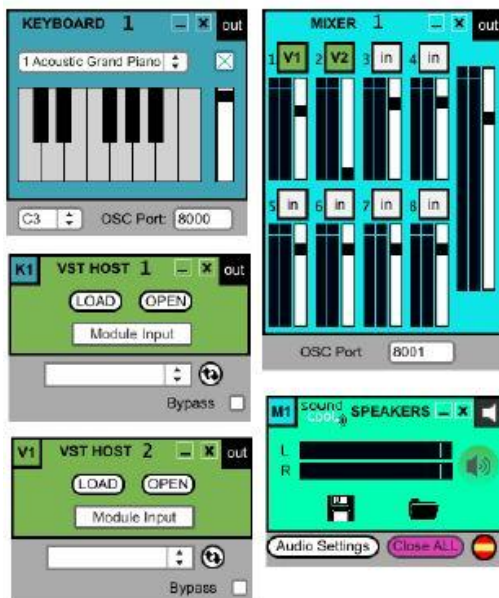 KEYBOARD 1 out
1 Acoustic Grand Piano
C3 OSC Port: 8000
K1 VST HOST 1 out
LOAD OPEN
Module Input
Bypass
V1 VST HOST 2 out
LOAD OPEN
Module Input
Bypass
MIXER 1 out
1 V1 2 V2 3 in 4 in
5 in 6 in 7 in 8 in
OSC Port 8001
M1 sound cool SPEAKERS
L
R
Audio Settings Close ALL